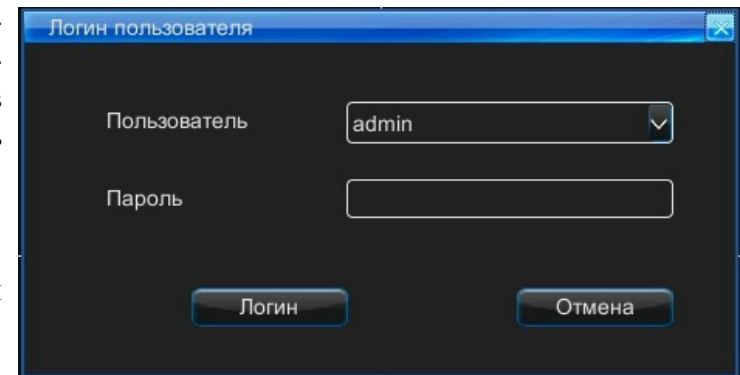 Логин пользователя
Пользователь admin
Пароль
Логин Отмена